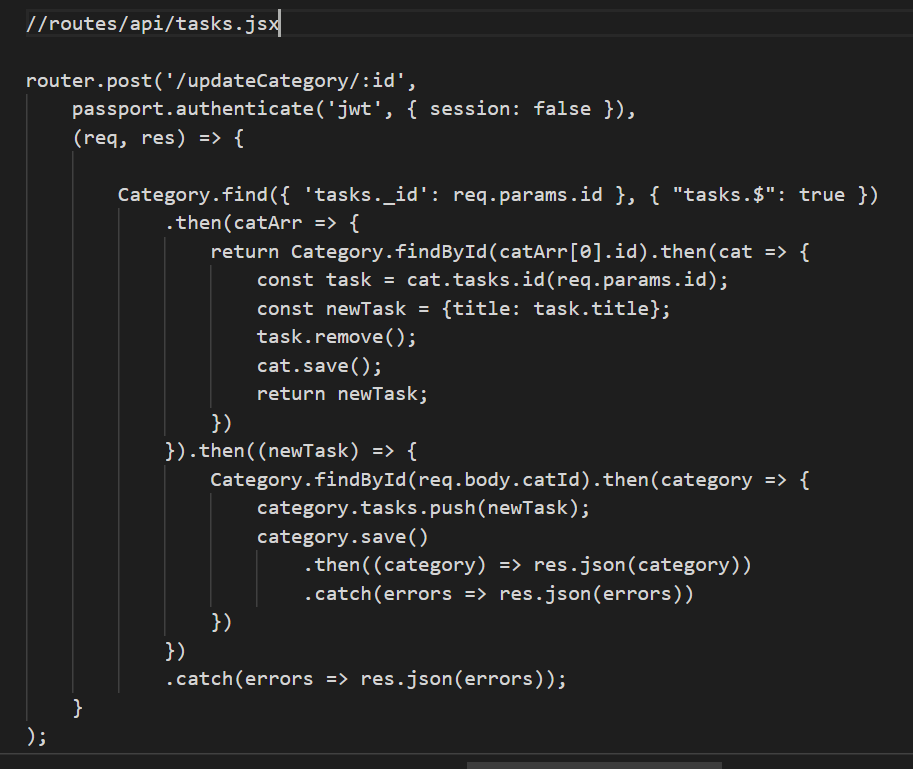 //routes/api/tasks.jsx
router.post('/updateCategory/:id',
    passport.authenticate('jwt', { session: false }),
    (req, res) => {
        Category.find({ 'tasks._id': req.params.id }, { "tasks.$": true })
            .then(catArr => {
                return Category.findById(catArr[0].id).then(cat => {
                    const task = cat.tasks.id(req.params.id);
                    const newTask = {title: task.title};
                    task.remove();
                    cat.save();
                    return newTask;
                })
            }).then((newTask) => {
                Category.findById(req.body.catId).then(category => {
                    category.tasks.push(newTask);
                    category.save()
                        .then((category) => res.json(category))
                        .catch(errors => res.json(errors))
                })
            })
            .catch(errors => res.json(errors));
    }
);